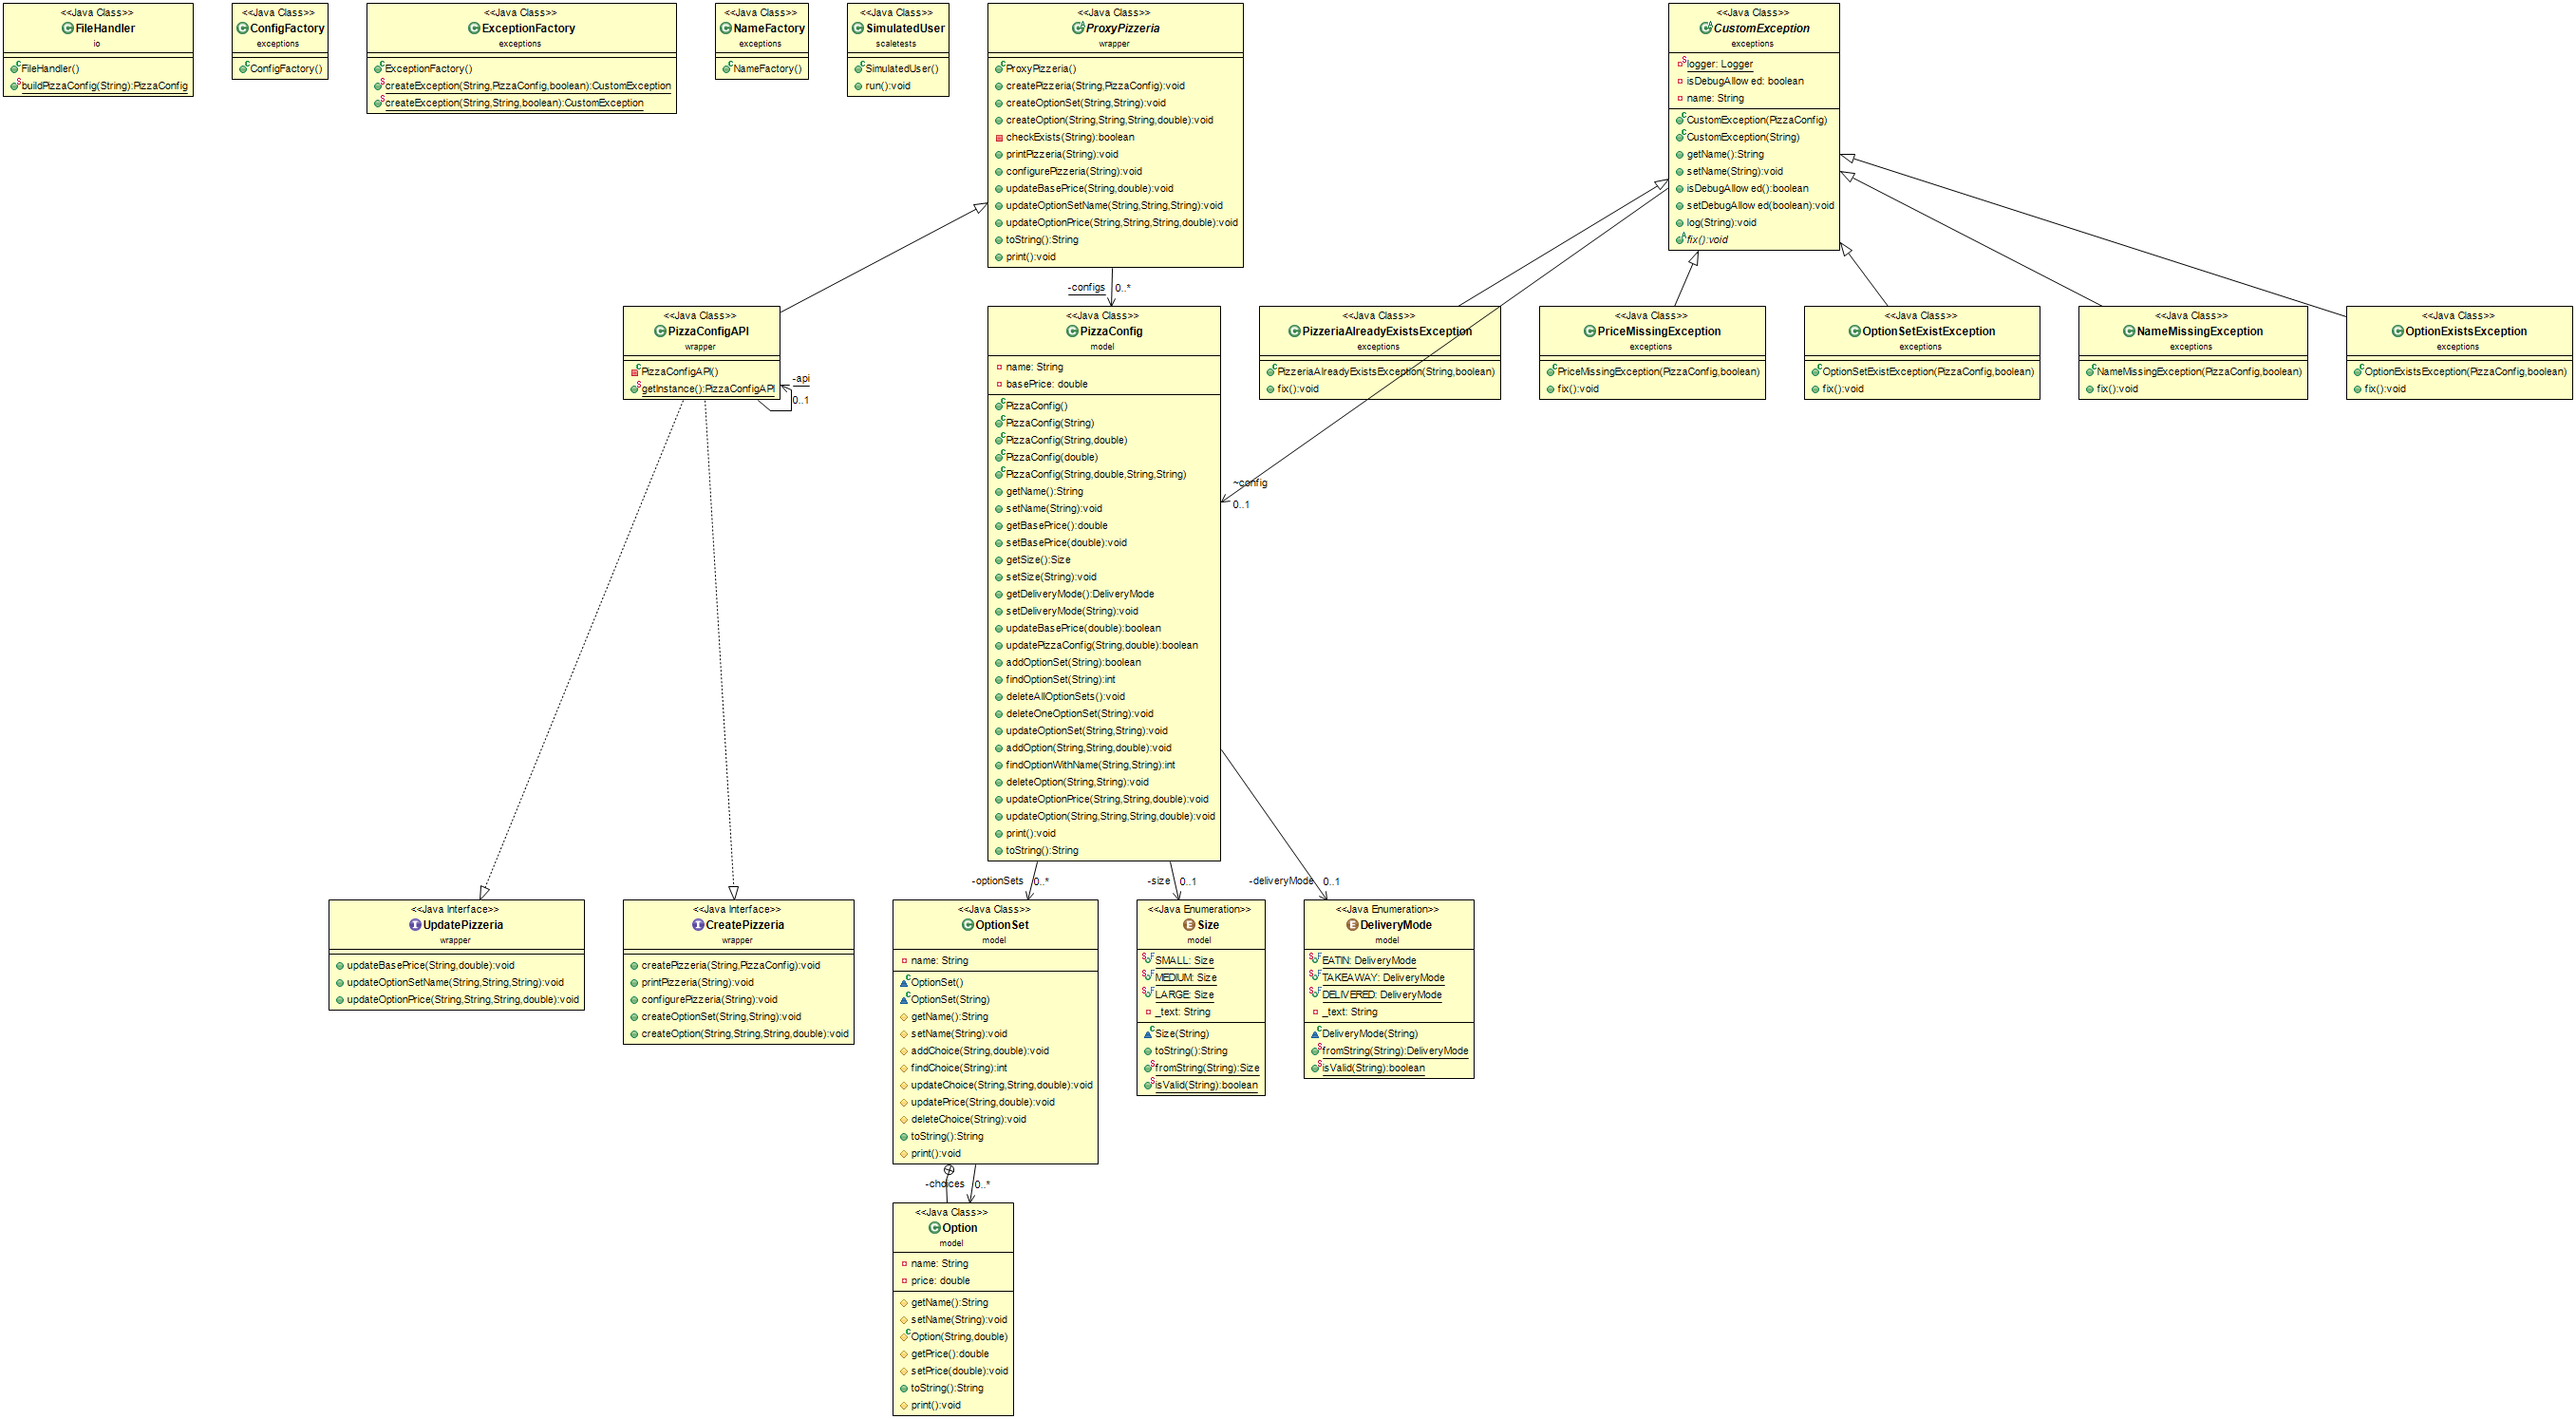 <<Java Class>>
FileHandler
io
FileHandler()
buildPizzaConfig(String):PizzaConfig
<<Java Class>>
ConfigFactory
exceptions
ConfigFactory()
<<Java Class>>
ExceptionFactory
exceptions
ExceptionFactory()
createException(String,PizzaConfig,boolean):CustomException
createException(String,String,boolean):CustomException
<<Java Class>>
NameFactory
exceptions
NameFactory()
<<Java Class>>
SimulatedUser
scaletests
SimulatedUser()
run():void
<<Java Class>>
ProxyPizzeria
wrapper
ProxyPizzeria()
createPizzeria(String,PizzaConfig):void
createOptionSet(String,String):void
createOption(String,String,String,double):void
checkExists(String):boolean
printPizzeria(String):void
configurePizzeria(String):void
updateBasePrice(String,double):void
updateOptionSetName(String,String,String):void
updateOptionPrice(String,String,String,double):void
toString():String
print():void
<<Java Class>>
CustomException
exceptions
logger: Logger
isDebugAllowed: boolean
name: String
CustomException(PizzaConfig)
CustomException(String)
getName():String
setName(String):void
isDebugAllowed():boolean
setDebugAllowed(boolean):void
log(String):void
fix():void
-configs
0..*
<<Java Class>>
PizzaConfigAPI
wrapper
PizzaConfigAPI()
getInstance():PizzaConfigAPI
-api
0..1
<<Java Class>>
PizzaConfig
model
name: String
basePrice: double
PizzaConfig()
PizzaConfig(String)
PizzaConfig(String,double)
PizzaConfig(double)
PizzaConfig(String,double,String,String)
getName():String
setName(String):void
getBasePrice():double
setBasePrice(double):void
getSize():Size
setSize(String):void
getDeliveryMode():DeliveryMode
setDeliveryMode(String):void
updateBasePrice(double):boolean
updatePizzaConfig(String,double):boolean
addOptionSet(String):boolean
findOptionSet(String):int
deleteAllOptionSets():void
deleteOneOptionSet(String):void
updateOptionSet(String,String):void
addOption(String,String,double):void
findOptionWithName(String,String):int
deleteOption(String,String):void
updateOptionPrice(String,String,double):void
updateOption(String,String,String,double):void
print():void
toString():String
<<Java Class>>
PizzeriaAlreadyExistsException
exceptions
PizzeriaAlreadyExistsException(String,boolean)
fix():void
<<Java Class>>
PriceMissingException
exceptions
PriceMissingException(PizzaConfig,boolean)
fix():void
<<Java Class>>
OptionSetExistException
exceptions
OptionSetExistException(PizzaConfig,boolean)
fix():void
<<Java Class>>
NameMissingException
exceptions
NameMissingException(PizzaConfig,boolean)
fix():void
<<Java Class>>
OptionExistsException
exceptions
OptionExistsException(PizzaConfig,boolean)
fix():void
~config
0..1
-optionSets
0..*
-size
0..1
-deliveryMode
0..1
<<Java Interface>>
UpdatePizzeria
wrapper
updateBasePrice(String,double):void
updateOptionSetName(String,String,String):void
updateOptionPrice(String,String,String,double):void
<<Java Interface>>
CreatePizzeria
wrapper
createPizzeria(String,PizzaConfig):void
printPizzeria(String):void
configurePizzeria(String):void
createOptionSet(String,String):void
createOption(String,String,String,double):void
<<Java Class>>
OptionSet
model
name: String
OptionSet()
OptionSet(String)
getName():String
setName(String):void
addChoice(String,double):void
findChoice(String):int
updateChoice(String,String,double):void
updatePrice(String,double):void
deleteChoice(String):void
toString():String
print():void
<<Java Enumeration>>
Size
model
SMALL: Size
MEDIUM: Size
LARGE: Size
_text: String
Size(String)
toString():String
fromString(String):Size
isValid(String):boolean
<<Java Enumeration>>
DeliveryMode
model
EATIN: DeliveryMode
TAKEAWAY: DeliveryMode
DELIVERED: DeliveryMode
_text: String
DeliveryMode(String)
fromString(String):DeliveryMode
isValid(String):boolean
-choices
0..*
<<Java Class>>
Option
model
name: String
price: double
getName():String
setName(String):void
Option(String,double)
getPrice():double
setPrice(double):void
toString():String
print():void